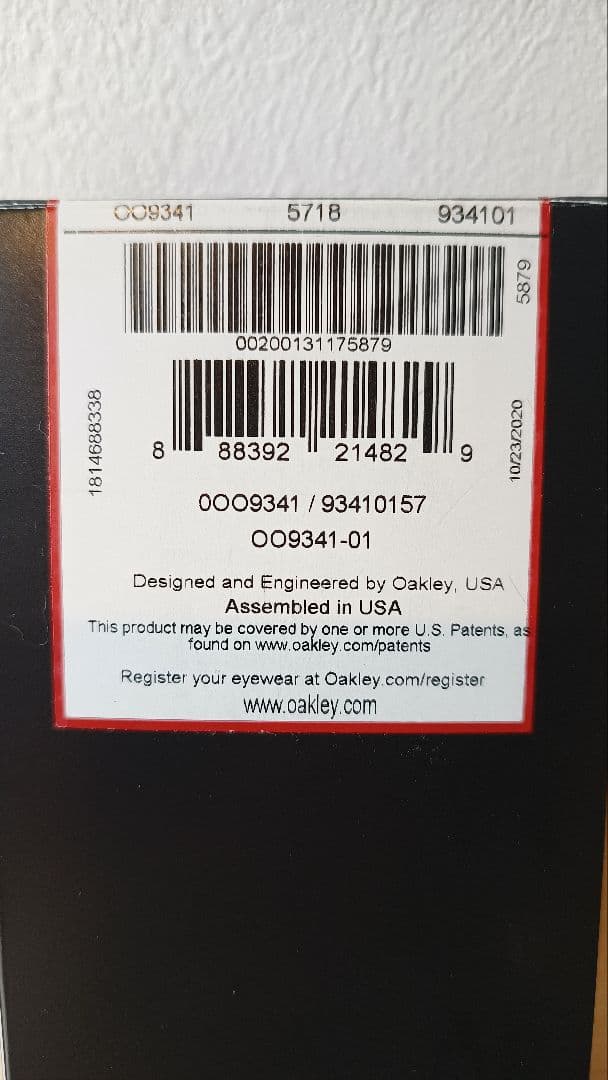 OO9341 5718 934101
5879
00200131175879
1814688338
8 88392 21482 9
10/23/2020
0OO9341 / 93410157
OO9341-01
Designed and Engineered by Oakley, USA
Assembled in USA
This product may be covered by one or more U.S. Patents, as
found on www.oakley.com/patents
Register your eyewear at Oakley.com/register
www.oakley.com